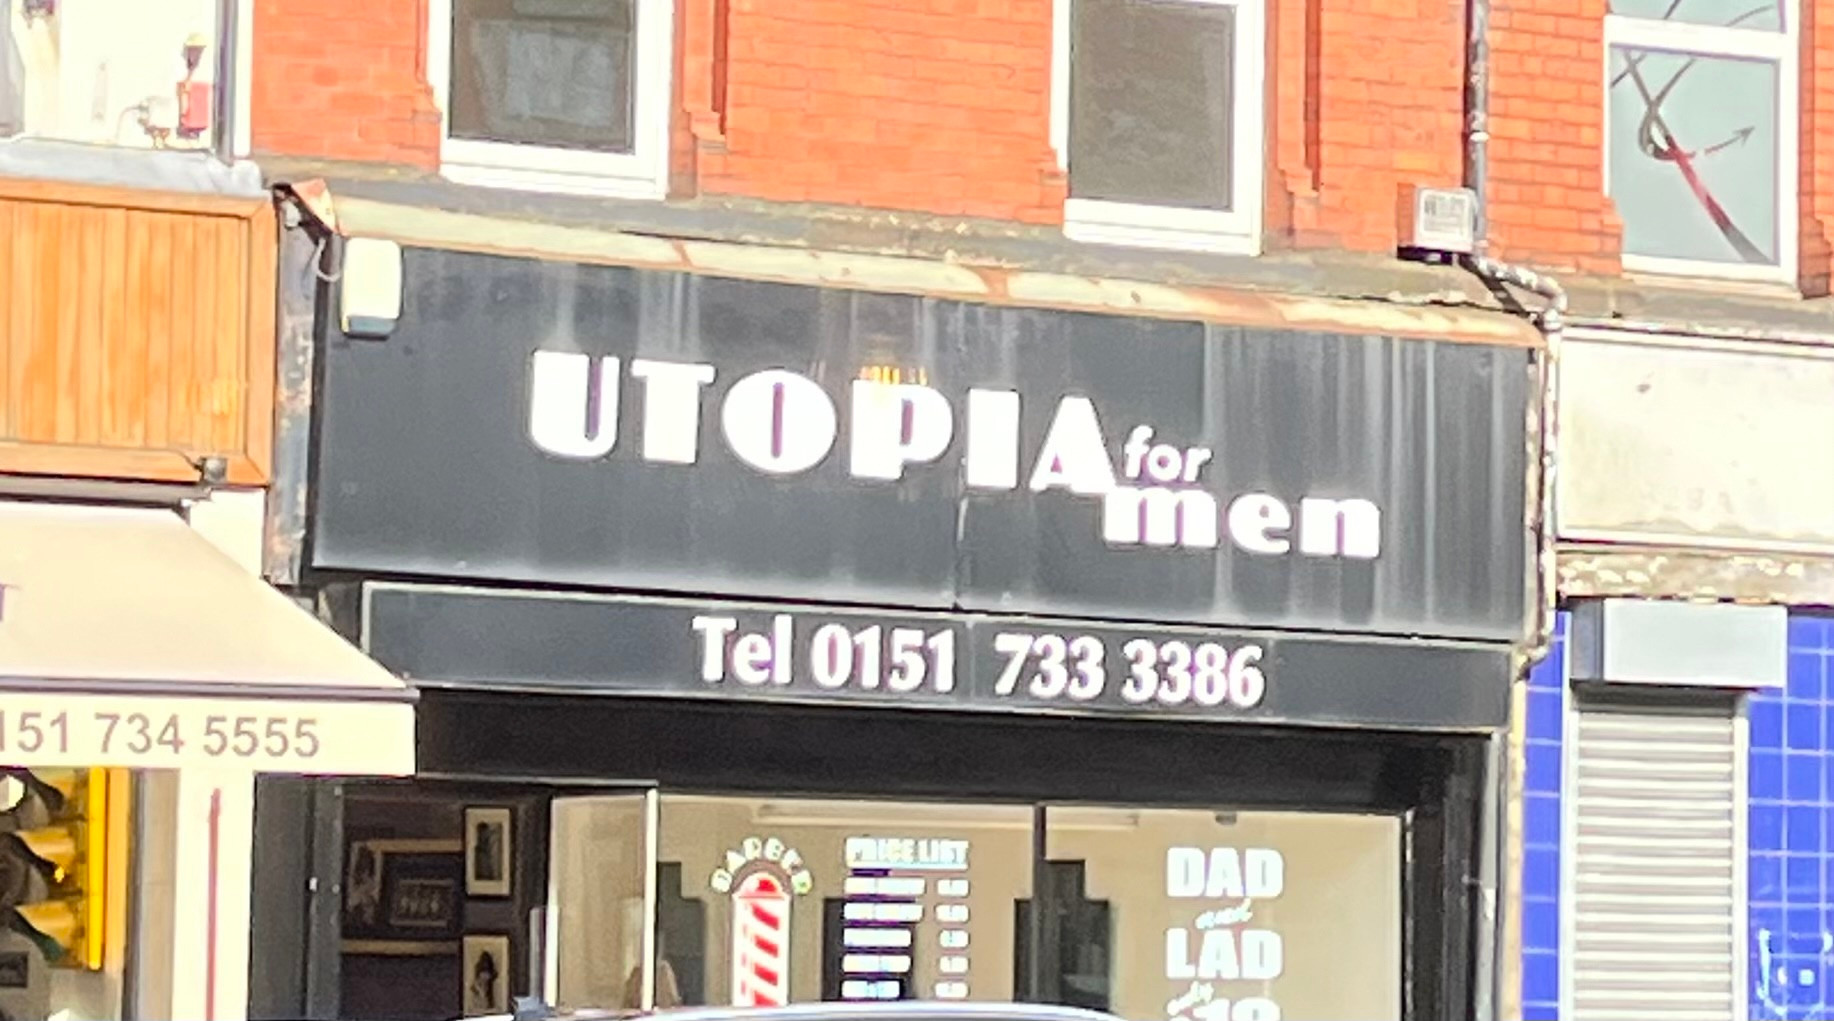 UTOPIA for men
Tel 0151 733 3386
151 734 5555
BARBER
PRICE LIST
DAD
and
LAD